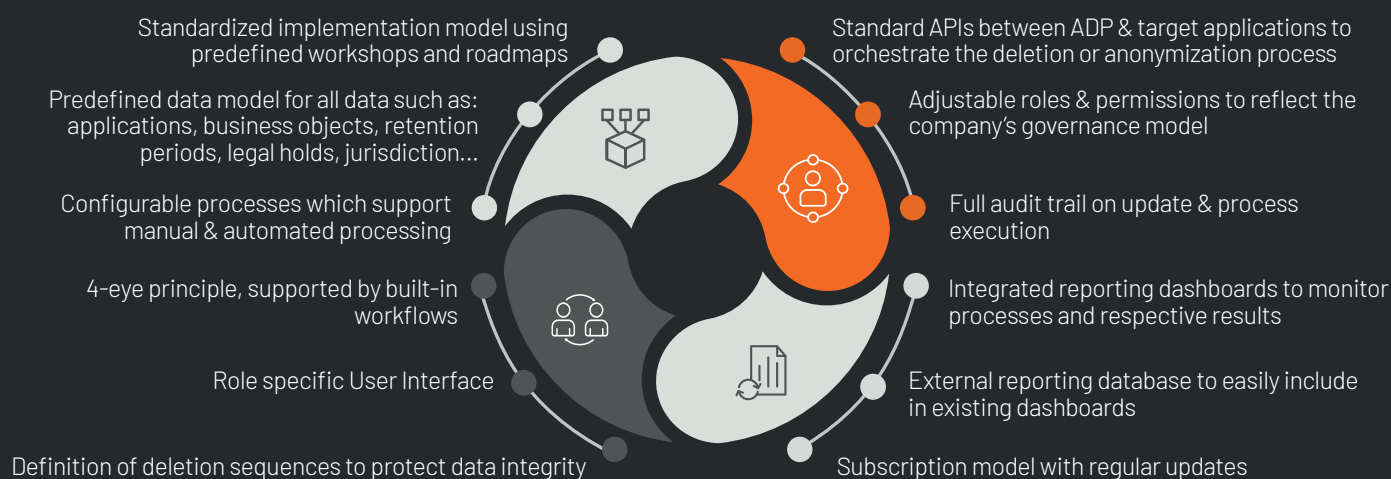 Standardized implementation model using
predefined workshops and roadmaps
Predefined data model for all data such as:
applications, business objects, retention
periods, legal holds, jurisdiction...
Configurable processes which support
manual & automated processing
4-eye principle, supported by built-in
workflows
Role specific User Interface
Definition of deletion sequences to protect data integrity
Standard APIs between ADP & target applications to
orchestrate the deletion or anonymization process
Adjustable roles & permissions to reflect the
company's governance model
Full audit trail on update & process
execution
Integrated reporting dashboards to monitor
processes and respective results
External reporting database to easily include
in existing dashboards
Subscription model with regular updates